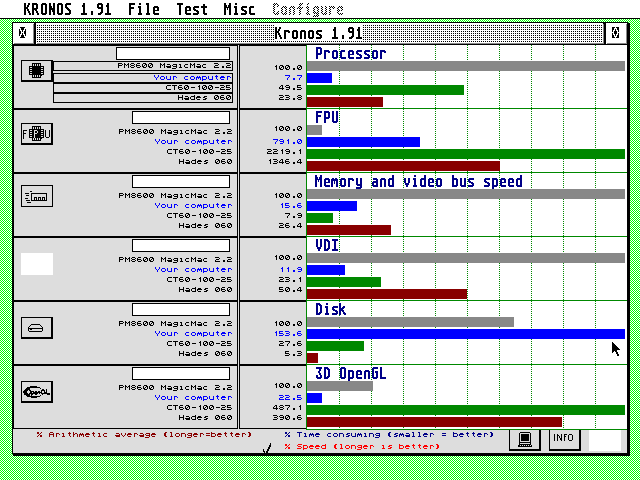 KRONOS 1.91 File Test Misc Configure
Kronos 1.91
Processor
PM8600 MagicMac 2.2 100.0
Your computer 7.7
CT60-100-25 49.5
Hades 060 23.8
FPU
PM8600 MagicMac 2.2 100.0
Your computer 791.0
CT60-100-25 2219.1
Hades 060 1346.4
Memory and video bus speed
PM8600 MagicMac 2.2 100.0
Your computer 15.6
CT60-100-25 7.9
Hades 060 26.4
VDI
PM8600 MagicMac 2.2 100.0
Your computer 11.9
CT60-100-25 23.1
Hades 060 50.4
Disk
PM8600 MagicMac 2.2 100.0
Your computer 153.6
CT60-100-25 27.6
Hades 060 5.3
3D OpenGL
PM8600 MagicMac 2.2 100.0
Your computer 22.5
CT60-100-25 487.1
Hades 060 390.6
OpenGL
% Arithmetic average (longer=better) % Time consuming (smaller = better) INFO
% Speed (longer is better)